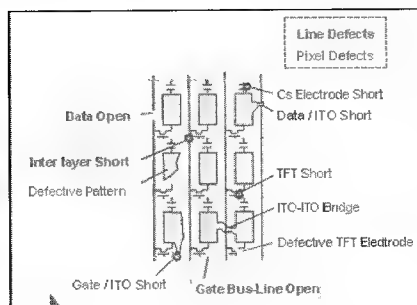 Line Defects
Pixel Defects
Cs Electrode Short
Data / ITO Short
Data Open
Inter layer Short
Defective Pattern
TFT Short
ITO-ITO Bridge
Defective TFT Electrode
Gate / ITO Short
Gate Bus-Line Open